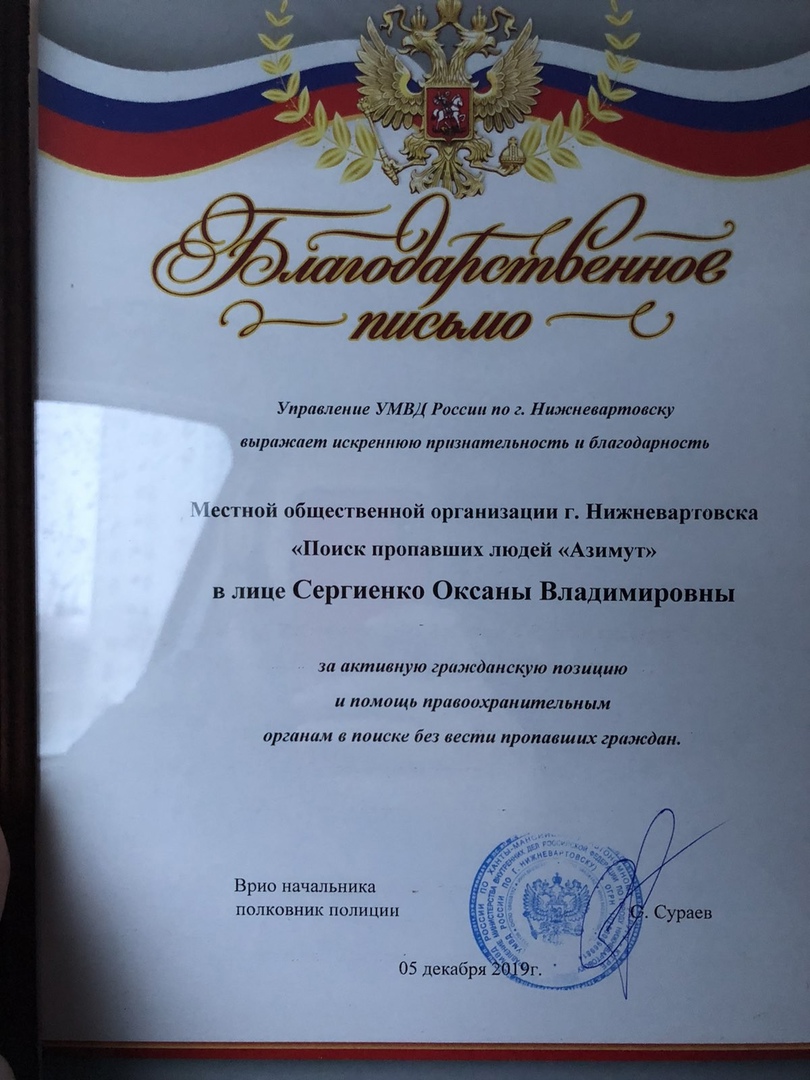 Благодарственное
письмо
Управление УМВД России по г. Нижневартовску
выражает искреннюю признательность и благодарность
Местной общественной организации г. Нижневартовска
«Поиск пропавших людей «Азимут»
в лице Сергиенко Оксаны Владимировны
за активную гражданскую позицию
и помощь правоохранительным
органам в поиске без вести пропавших граждан.
Врио начальника
полковник полиции
С. Сураев
05 декабря 2019г.